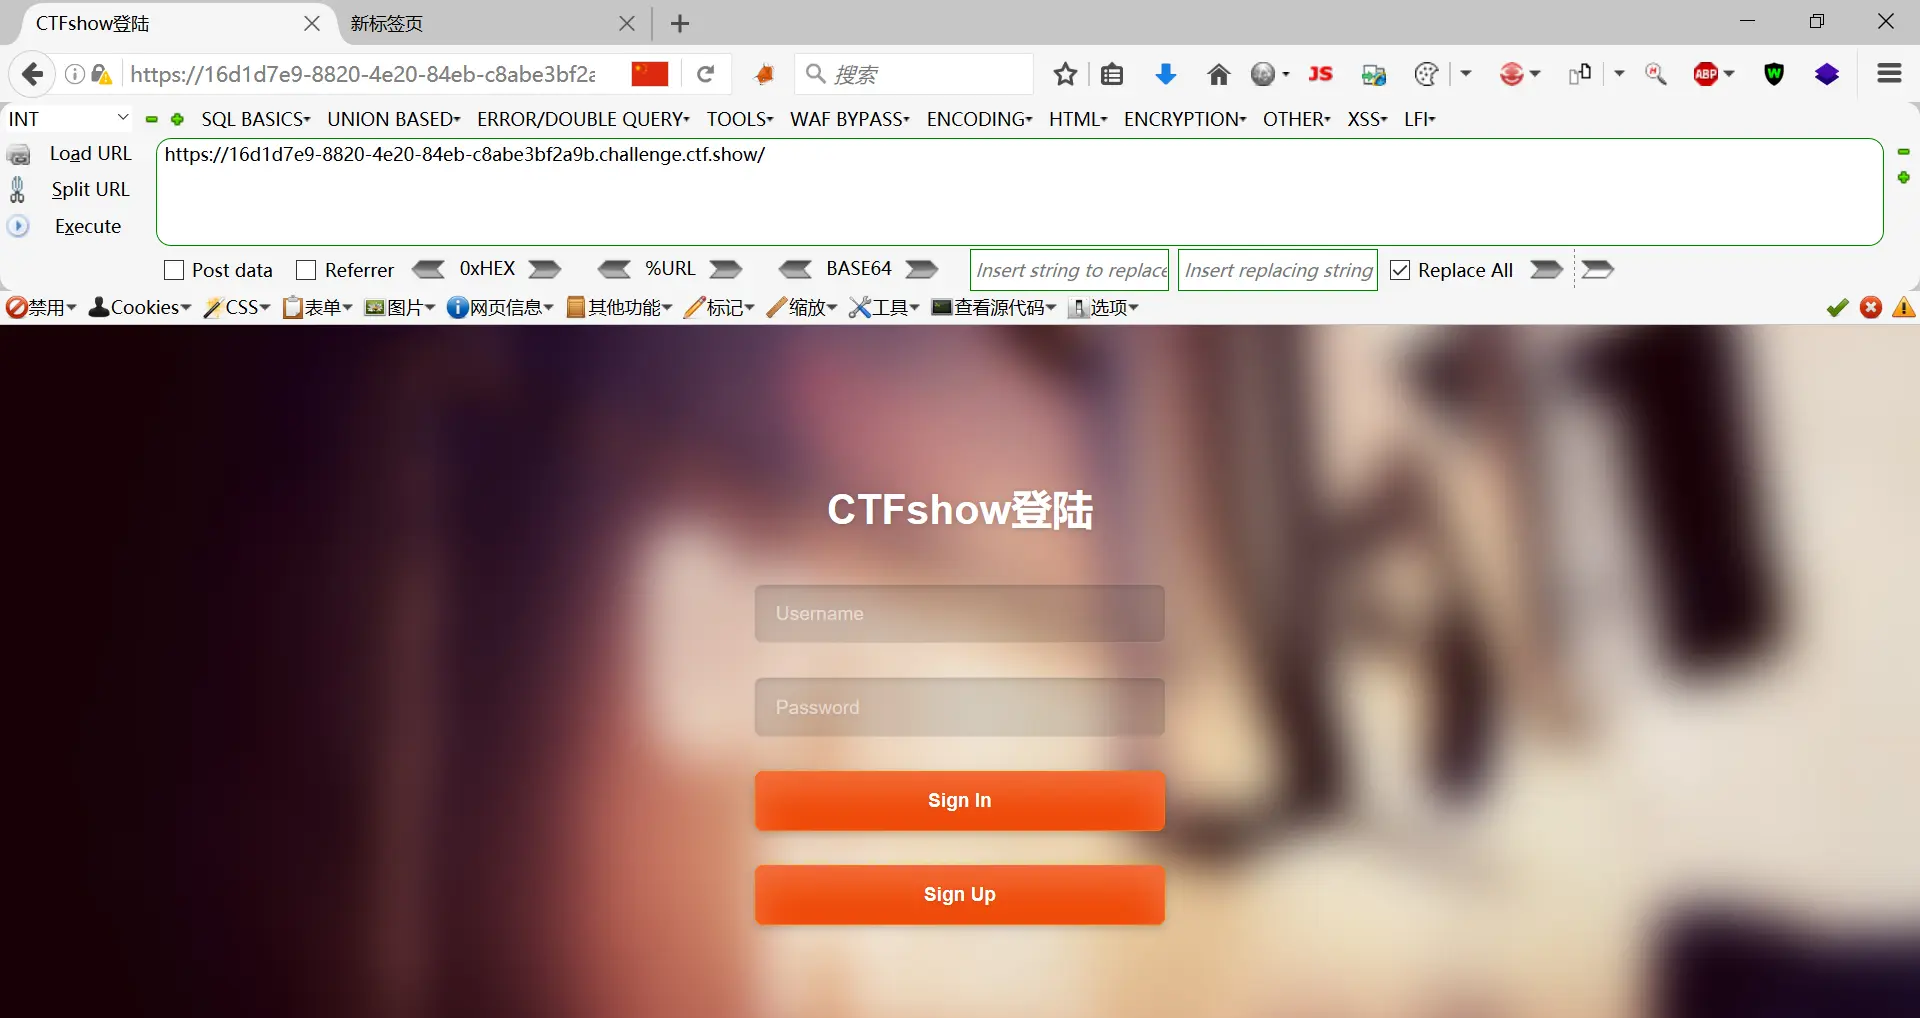 CTFshow登陆
新标签页
https://16d1d7e9-8820-4e20-84eb-c8abe3bf2a
搜索
JS
ABP
W
INT
SQL BASICS
UNION BASED
ERROR/DOUBLE QUERY
TOOLS
WAF BYPASS
ENCODING
HTML
ENCRYPTION
OTHER
XSS
LFI
Load URL
https://16d1d7e9-8820-4e20-84eb-c8abe3bf2a9b.challenge.ctf.show/
Split URL
Execute
Post data
Referrer
0xHEX
%URL
BASE64
Insert string to replace
Insert replacing string
Replace All
禁用
Cookies
CSS
表单
图片
网页信息
其他功能
标记
缩放
工具
查看源代码
选项
CTFshow登陆
Username
Password
Sign In
Sign Up